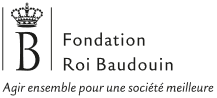 B
Fondation
Roi Baudouin
Agir ensemble pour une société meilleure